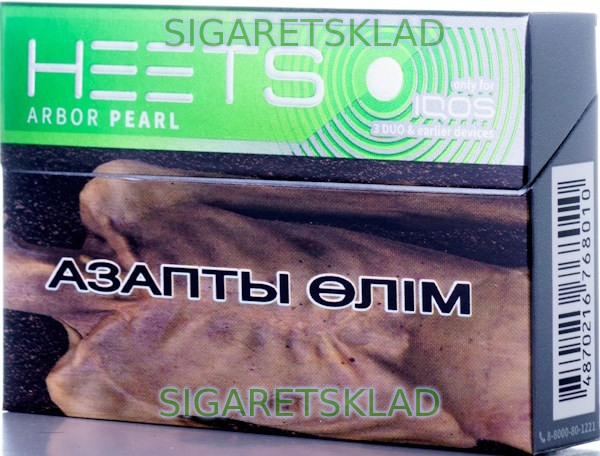 SIGARETSKLAD
HEETS
only for
IQOS
ARBOR PEARL
3 DUO & earlier devices
АЗАПТЫ ӨЛІМ
4870216768010
SIGARETSKLAD
8-8000-80-1221